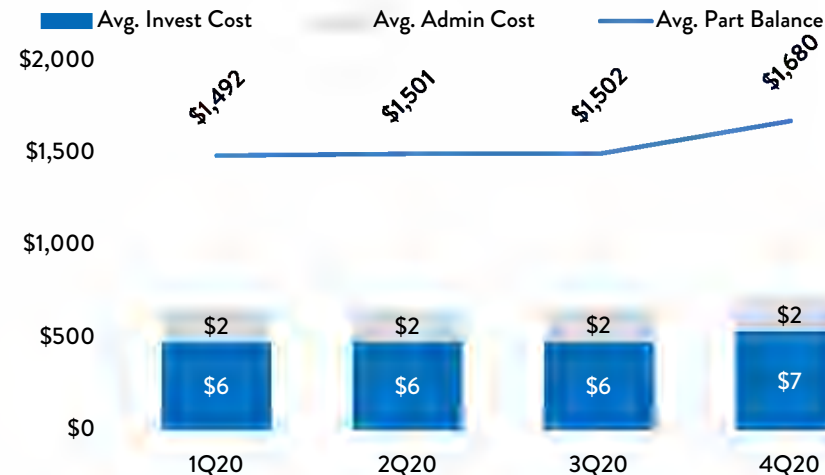 Avg. Invest Cost Avg. Admin Cost Avg. Part Balance
$2,000
$1,492 $1,501 $1,502 $1,680
$1,500
$1,000
$500
$2 $2 $2 $2
$6 $6 $6 $7
$0
1Q20 2Q20 3Q20 4Q20